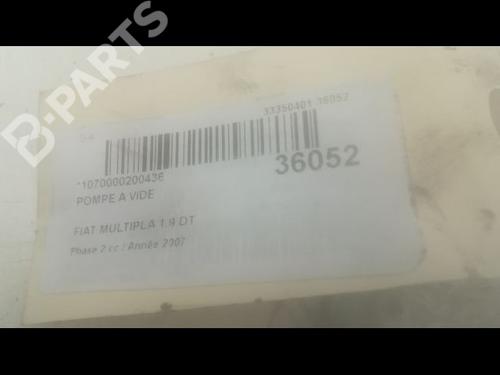 B-PARTS
33350401 36052
*1070000200436
36052
POMPE A VIDE
FIAT MULTIPLA 1.9 DT
Phase 2 cc / Année 2007